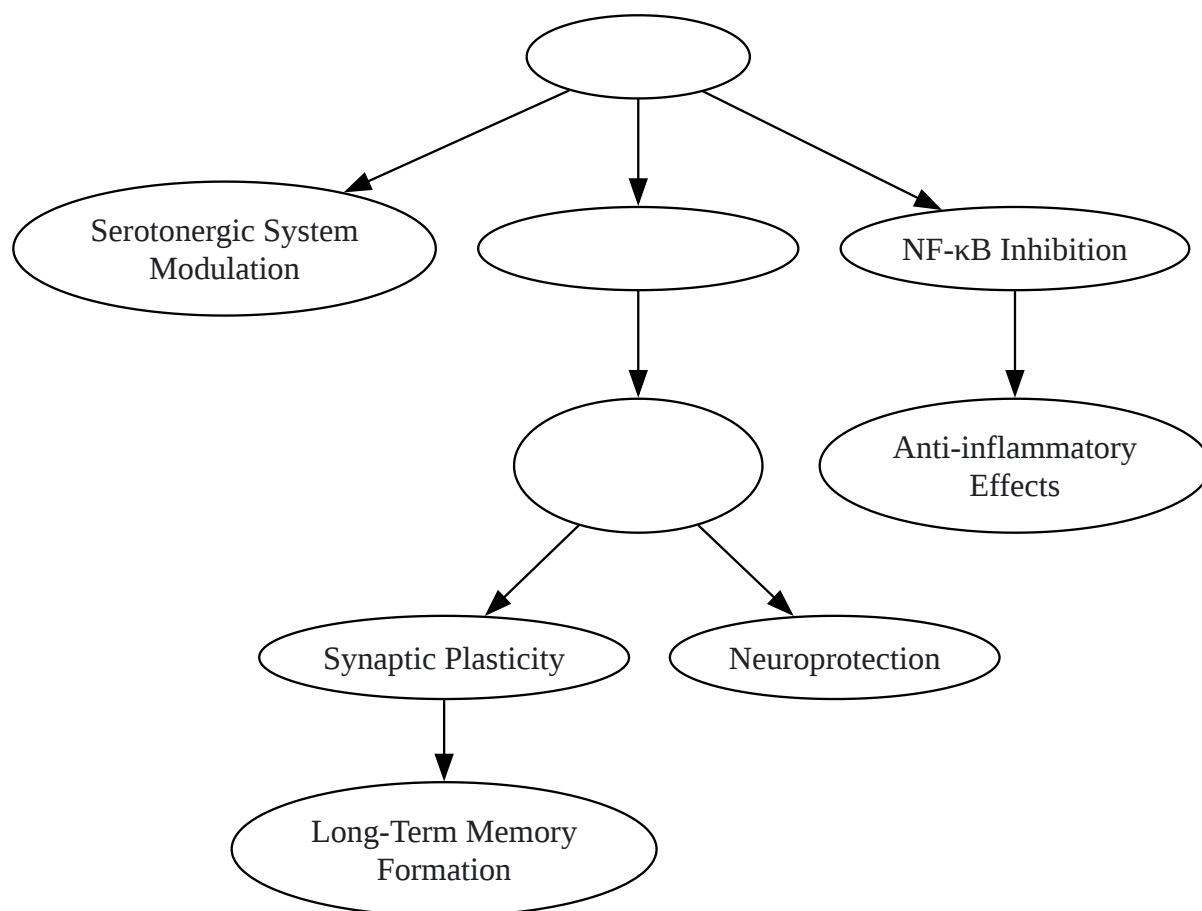 Serotonergic System
Modulation
NF-κB Inhibition
Anti-inflammatory
Effects
Synaptic Plasticity
Neuroprotection
Long-Term Memory
Formation